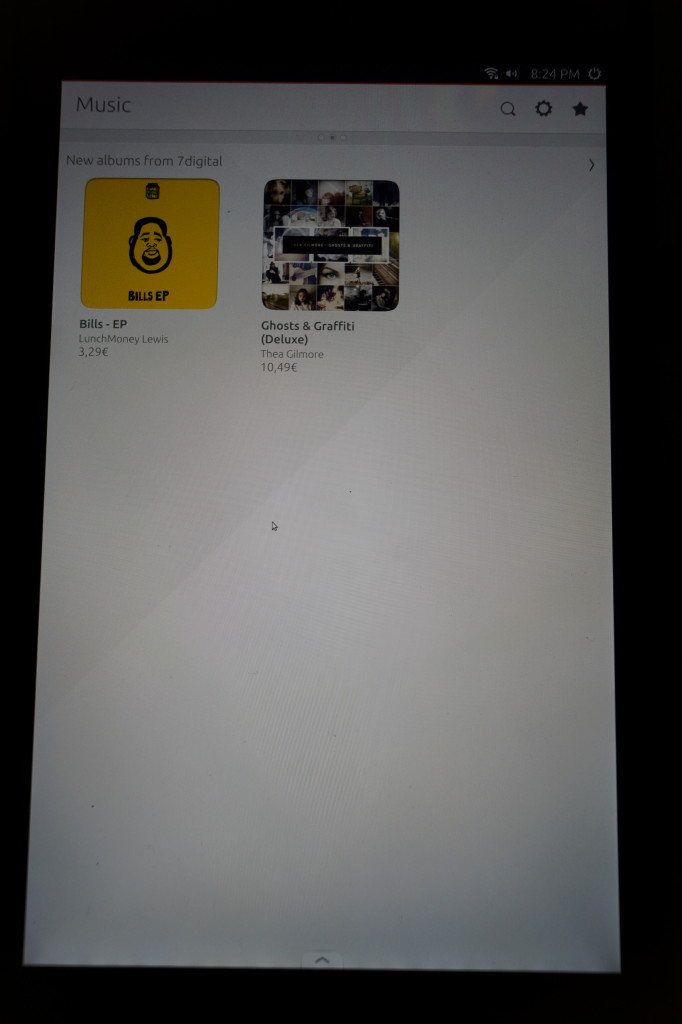 8:24 PM
Music
New albums from 7digital
BILLS EP
THEA GILMORE • GHOSTS & GRAFFITI
Bills - EP
LunchMoney Lewis
3,29€
Ghosts & Graffiti
(Deluxe)
Thea Gilmore
10,49€